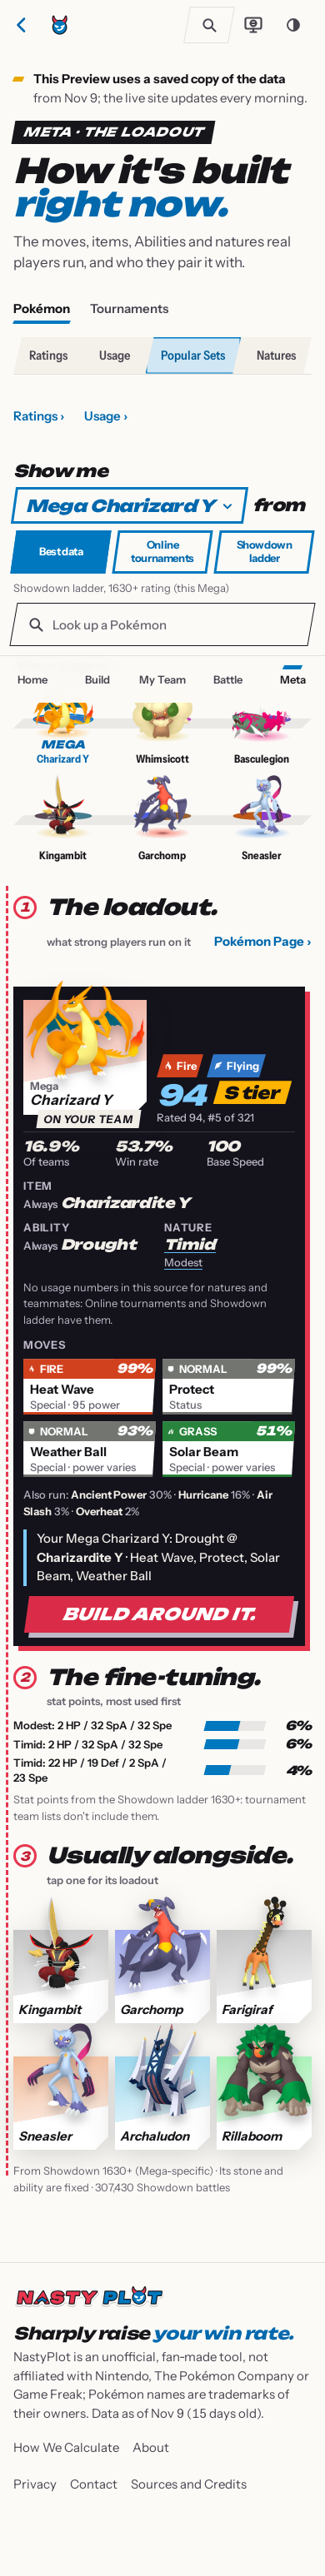 This Preview uses a saved copy of the data
from Nov 9; the live site updates every morning.
META · THE LOADOUT
How it's built
right now.
The moves, items, Abilities and natures real
players run, and who they pair it with.
Pokémon Tournaments
Ratings Usage Popular Sets Natures
Ratings › Usage ›
Show me
Mega Charizard Y from
Best data
Online
tournaments
Showdown
ladder
Showdown ladder, 1630+ rating (this Mega)
Look up a Pokémon
Home Build My Team Battle Meta
MEGA
Charizard Y Whimsicott Basculegion
Kingambit Garchomp Sneasler
1 The loadout.
what strong players run on it Pokémon Page ›
Mega
Charizard Y
ON YOUR TEAM
Fire Flying
94 S tier
Rated 94, #5 of 321
16.9% 53.7% 100
Of teams Win rate Base Speed
ITEM
Always Charizardite Y
ABILITY NATURE
Always Drought Timid
Modest
No usage numbers in this source for natures and
teammates: Online tournaments and Showdown
ladder have them.
MOVES
FIRE 99% NORMAL 99%
Heat Wave Protect
Special · 95 power Status
NORMAL 93% GRASS 51%
Weather Ball Solar Beam
Special · power varies Special · power varies
Also run: Ancient Power 30% · Hurricane 16% · Air
Slash 3% · Overheat 2%
Your Mega Charizard Y: Drought @
Charizardite Y · Heat Wave, Protect, Solar
Beam, Weather Ball
BUILD AROUND IT.
2 The fine-tuning.
stat points, most used first
Modest: 2 HP / 32 SpA / 32 Spe 6%
Timid: 2 HP / 32 SpA / 32 Spe 6%
Timid: 22 HP / 19 Def / 2 SpA /
23 Spe 4%
Stat points from the Showdown ladder 1630+: tournament
team lists don't include them.
3 Usually alongside.
tap one for its loadout
Kingambit Garchomp Farigiraf
Sneasler Archaludon Rillaboom
From Showdown 1630+ (Mega-specific) · Its stone and
ability are fixed · 307,430 Showdown battles
NASTY PLOT
Sharply raise your win rate.
NastyPlot is an unofficial, fan-made tool, not
affiliated with Nintendo, The Pokémon Company or
Game Freak; Pokémon names are trademarks of
their owners. Data as of Nov 9 (15 days old).
How We Calculate About
Privacy Contact Sources and Credits